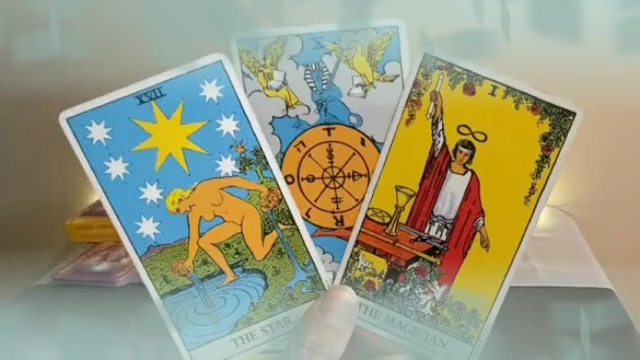 XVII
X
I
T
A
R
O
THE STAR.
THE MAGICIAN.